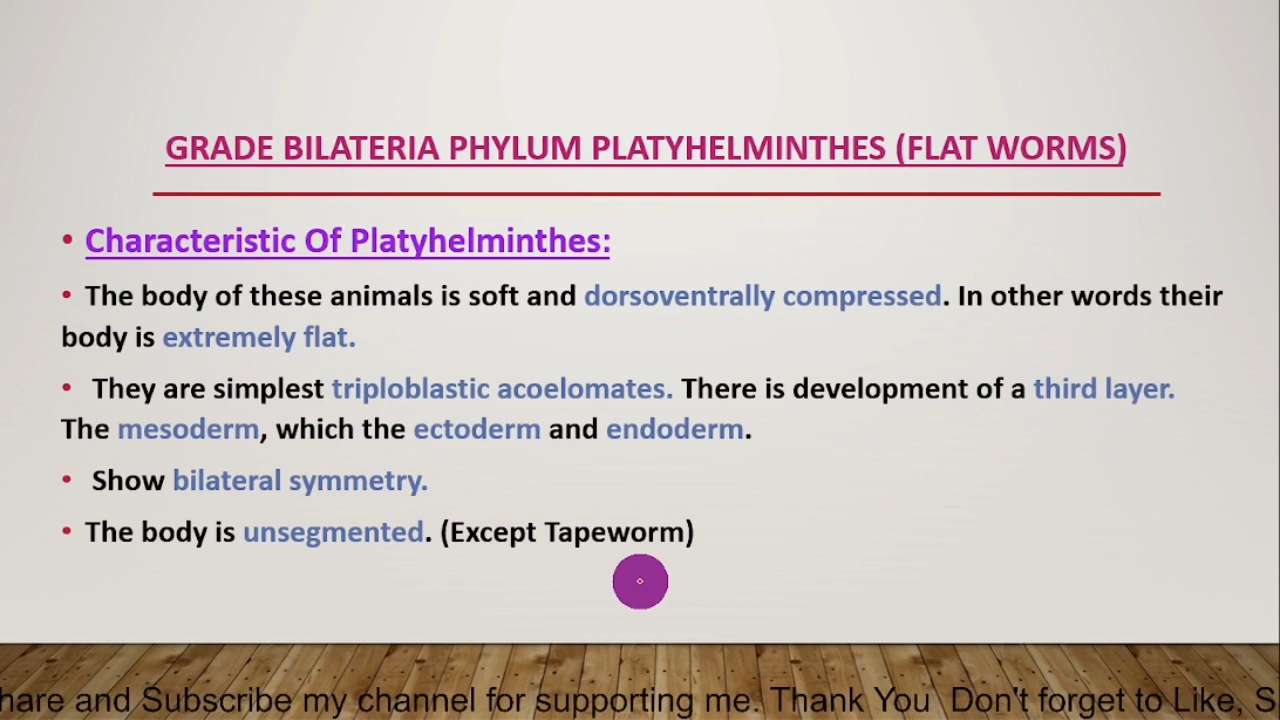 GRADE BILATERIA PHYLUM PLATYHELMINTHES (FLAT WORMS)
• Characteristic Of Platyhelminthes:
• The body of these animals is soft and dorsoventrally compressed. In other words their
body is extremely flat.
• They are simplest triploblastic acoelomates. There is development of a third layer.
The mesoderm, which the ectoderm and endoderm.
• Show bilateral symmetry.
• The body is unsegmented. (Except Tapeworm)
hare and Subscribe my channel for supporting me. Thank You Don't forget to Like, S